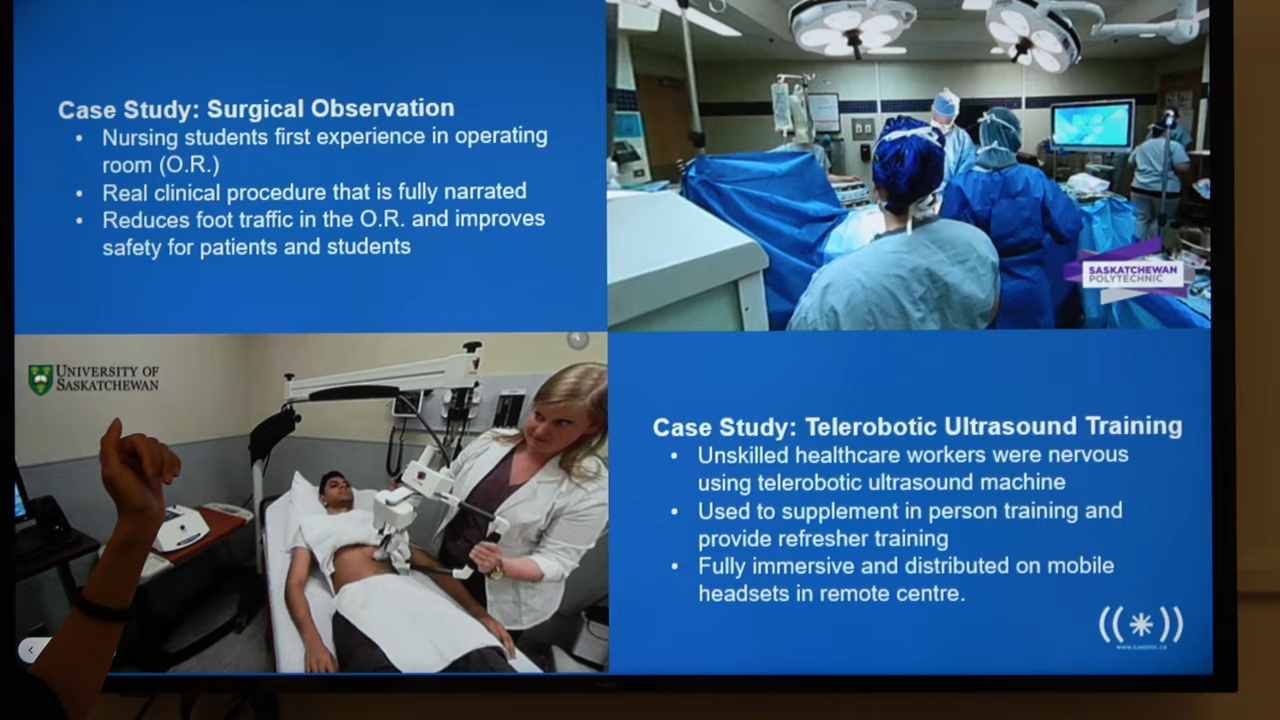 Case Study: Surgical Observation
• Nursing students first experience in operating
room (O.R.)
• Real clinical procedure that is fully narrated
• Reduces foot traffic in the O.R. and improves
safety for patients and students
SASKATCHEWAN
POLYTECHNIC
UNIVERSITY OF
SASKATCHEWAN
Case Study: Telerobotic Ultrasound Training
• Unskilled healthcare workers were nervous
using telerobotic ultrasound machine
• Used to supplement in person training and
provide refresher training
• Fully immersive and distributed on mobile
headsets in remote centre.